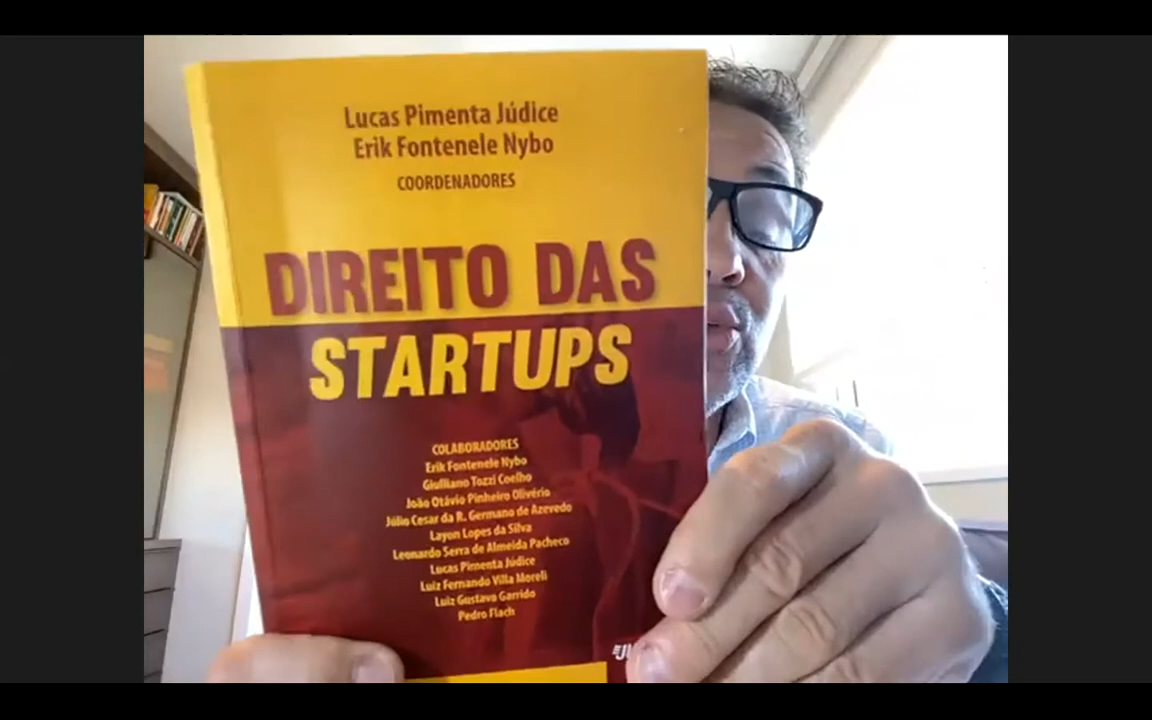 Lucas Pimenta Júdice
Erik Fontenele Nybo
COORDENADORES
DIREITO DAS
STARTUPS
COLABORADORES
Erik Fontenele Nybo
Giulliano Tozzi Coelho
João Otávio Pinheiro Olivério
Júlio Cesar da R. Germano de Azevedo
Layon Lopes da Silva
Leonardo Serra de Almeida Pacheco
Lucas Pimenta Júdice
Luiz Fernando Villa Moreli
Luiz Gustavo Garrido
Pedro Flach